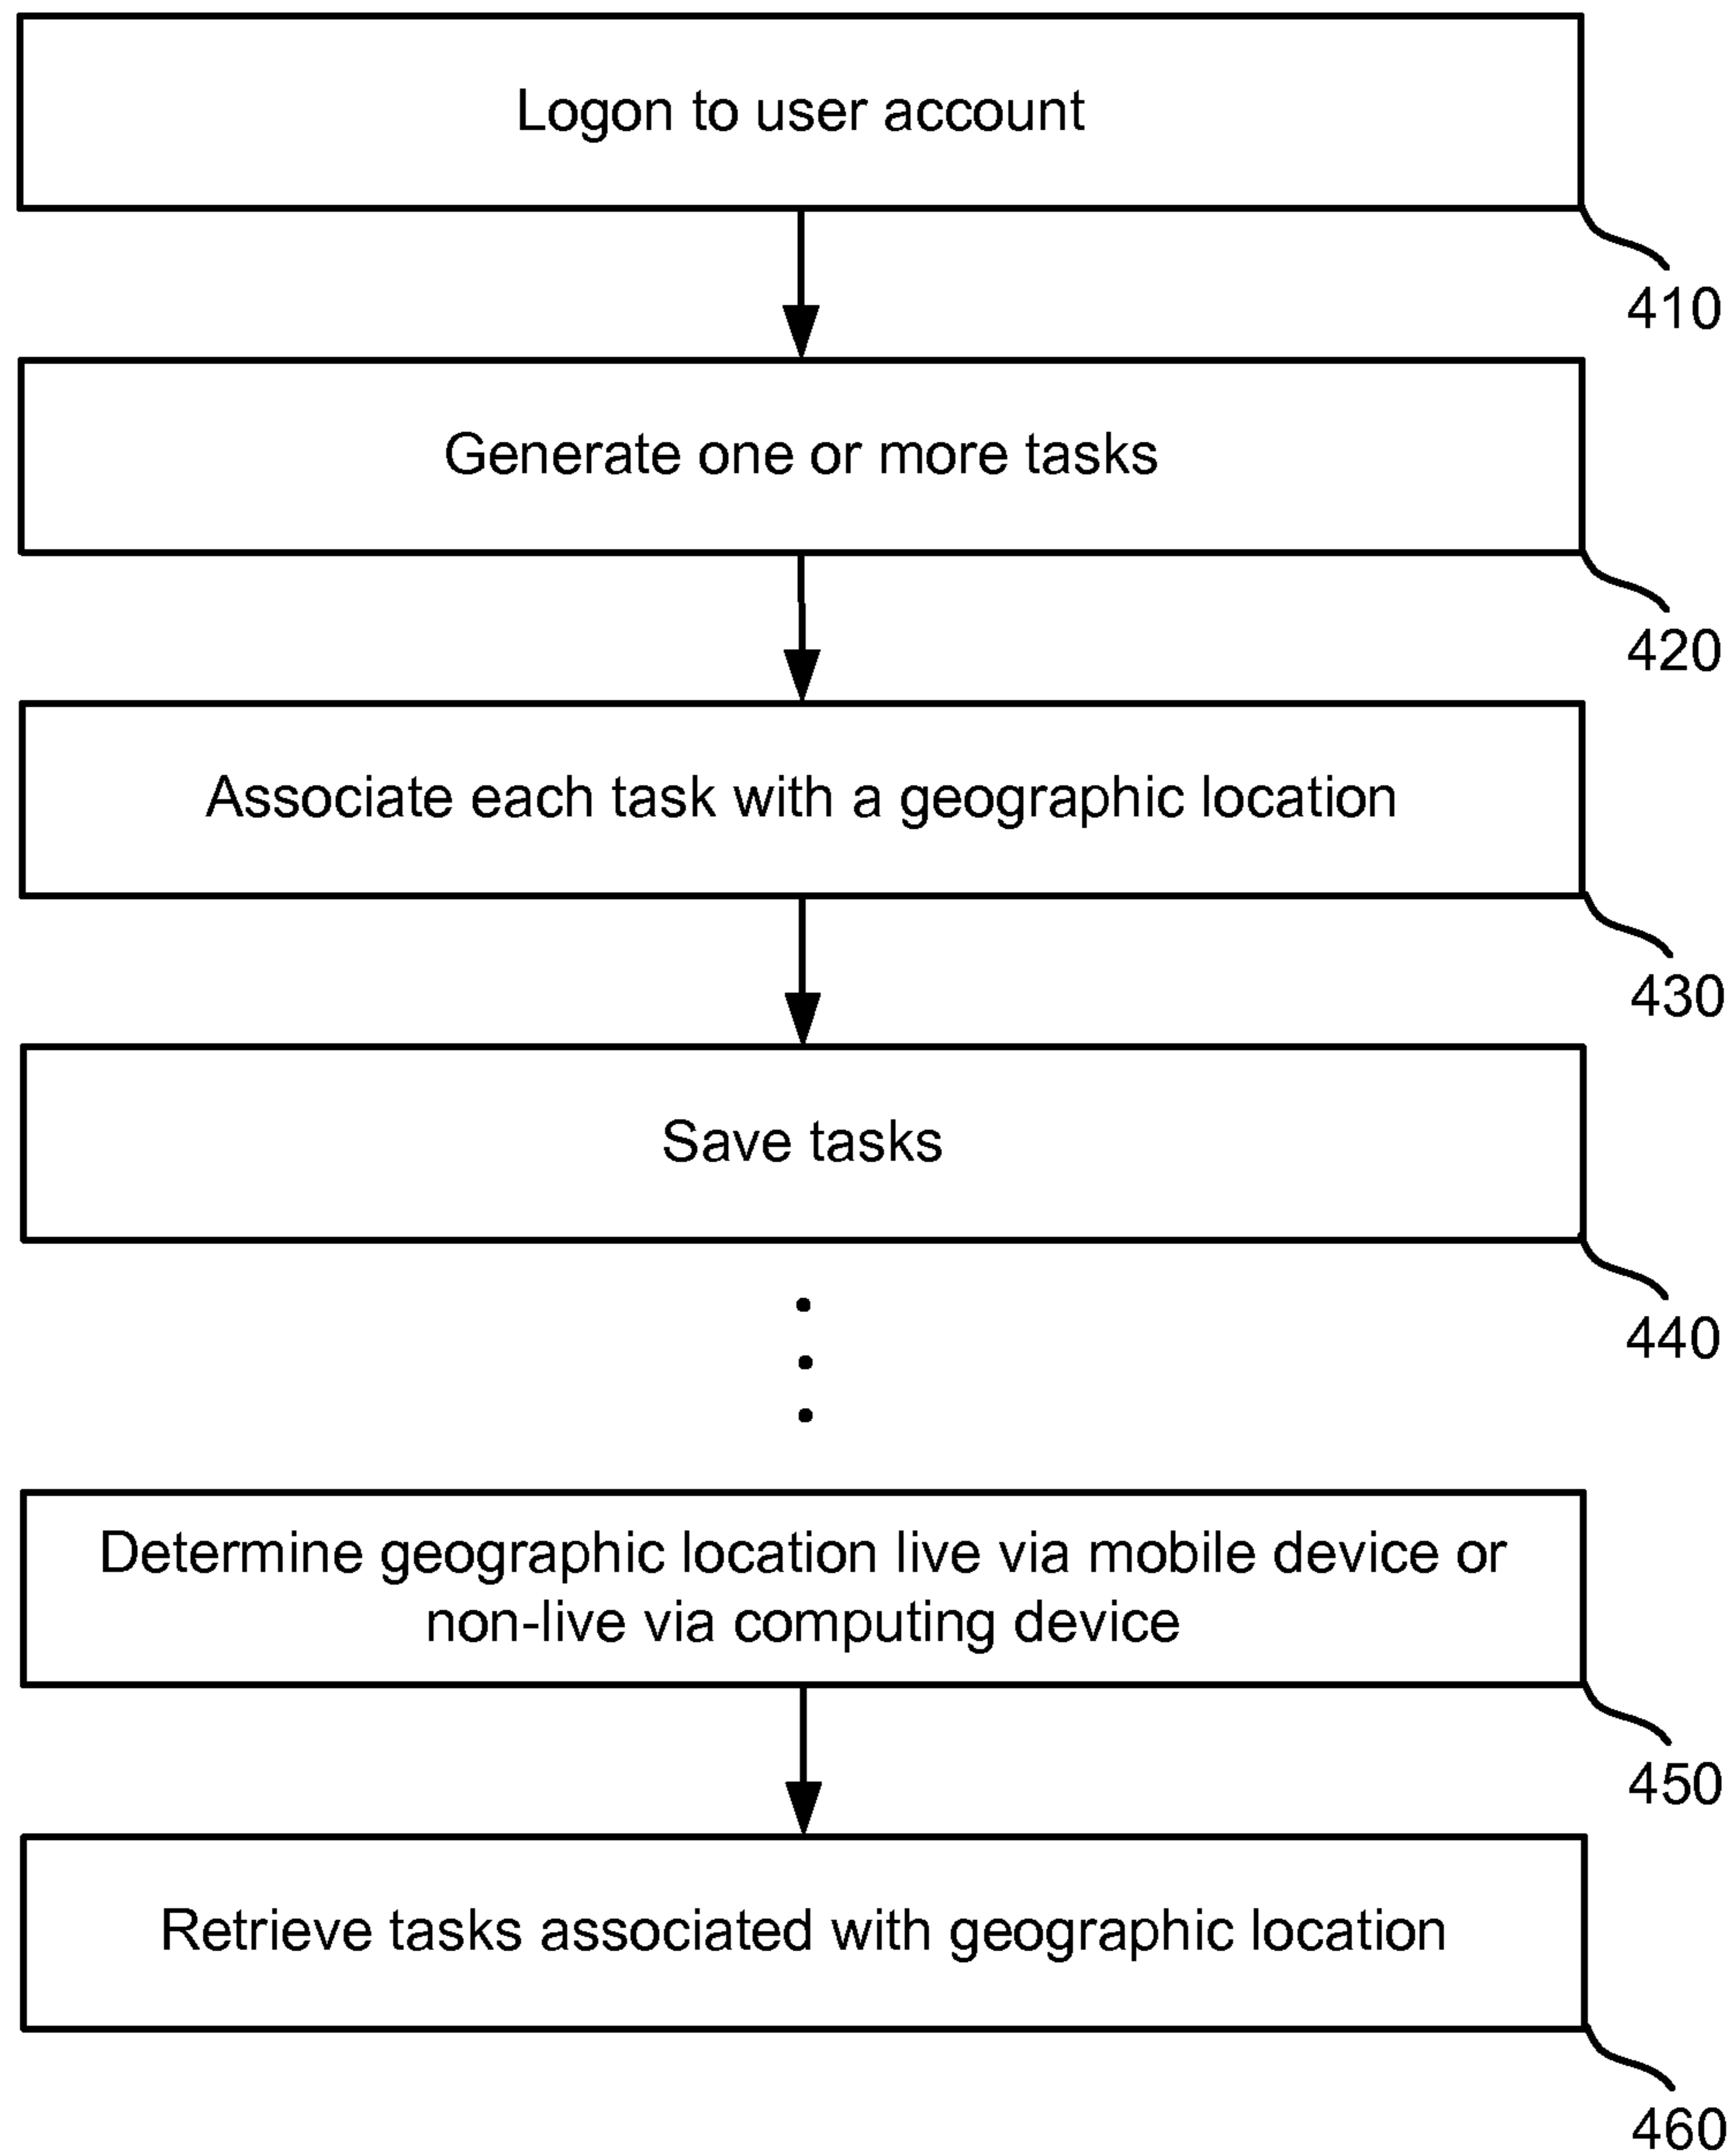 Logon to user account
410
Generate one or more tasks
420
Associate each task with a geographic location
430
Save tasks
440
Determine geographic location live via mobile device or
non-live via computing device
450
Retrieve tasks associated with geographic location
460